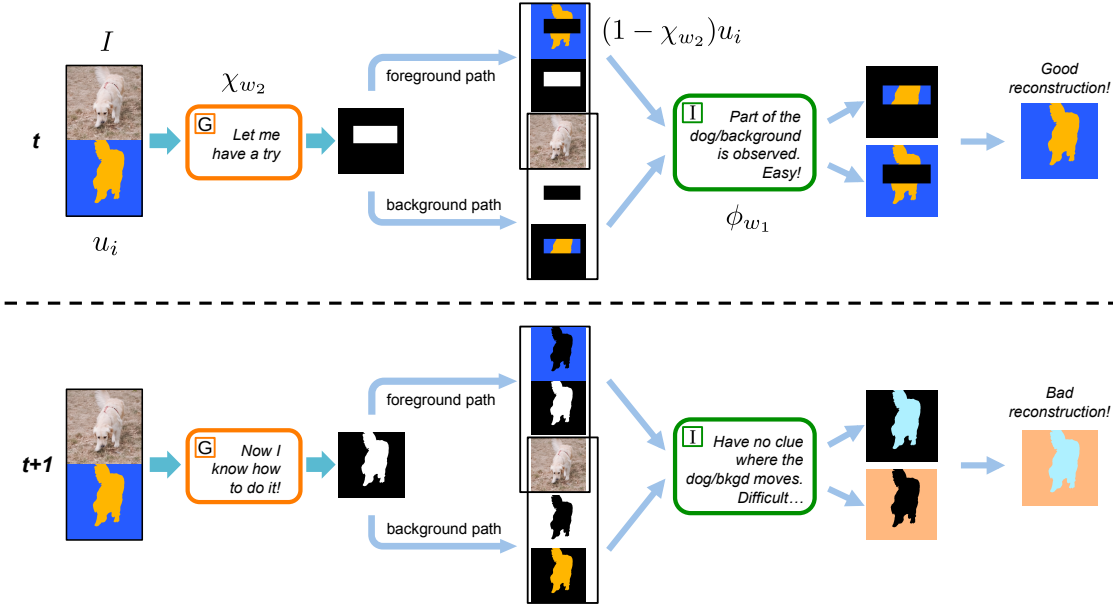 I
t
u_i
χ_{w_2}
G
Let me
have a try
foreground path
background path
(1 − χ_{w_2})u_i
I
Part of the
dog/background
is observed.
Easy!
ϕ_{w_1}
Good
reconstruction!
t+1
G
Now I
know how
to do it!
foreground path
background path
I
Have no clue
where the
dog/bkgd moves.
Difficult…
Bad
reconstruction!